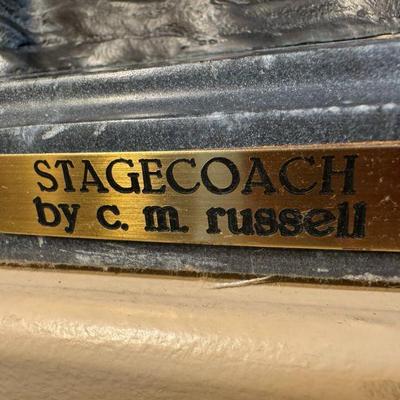 STAGECOACH
by c. m. russell